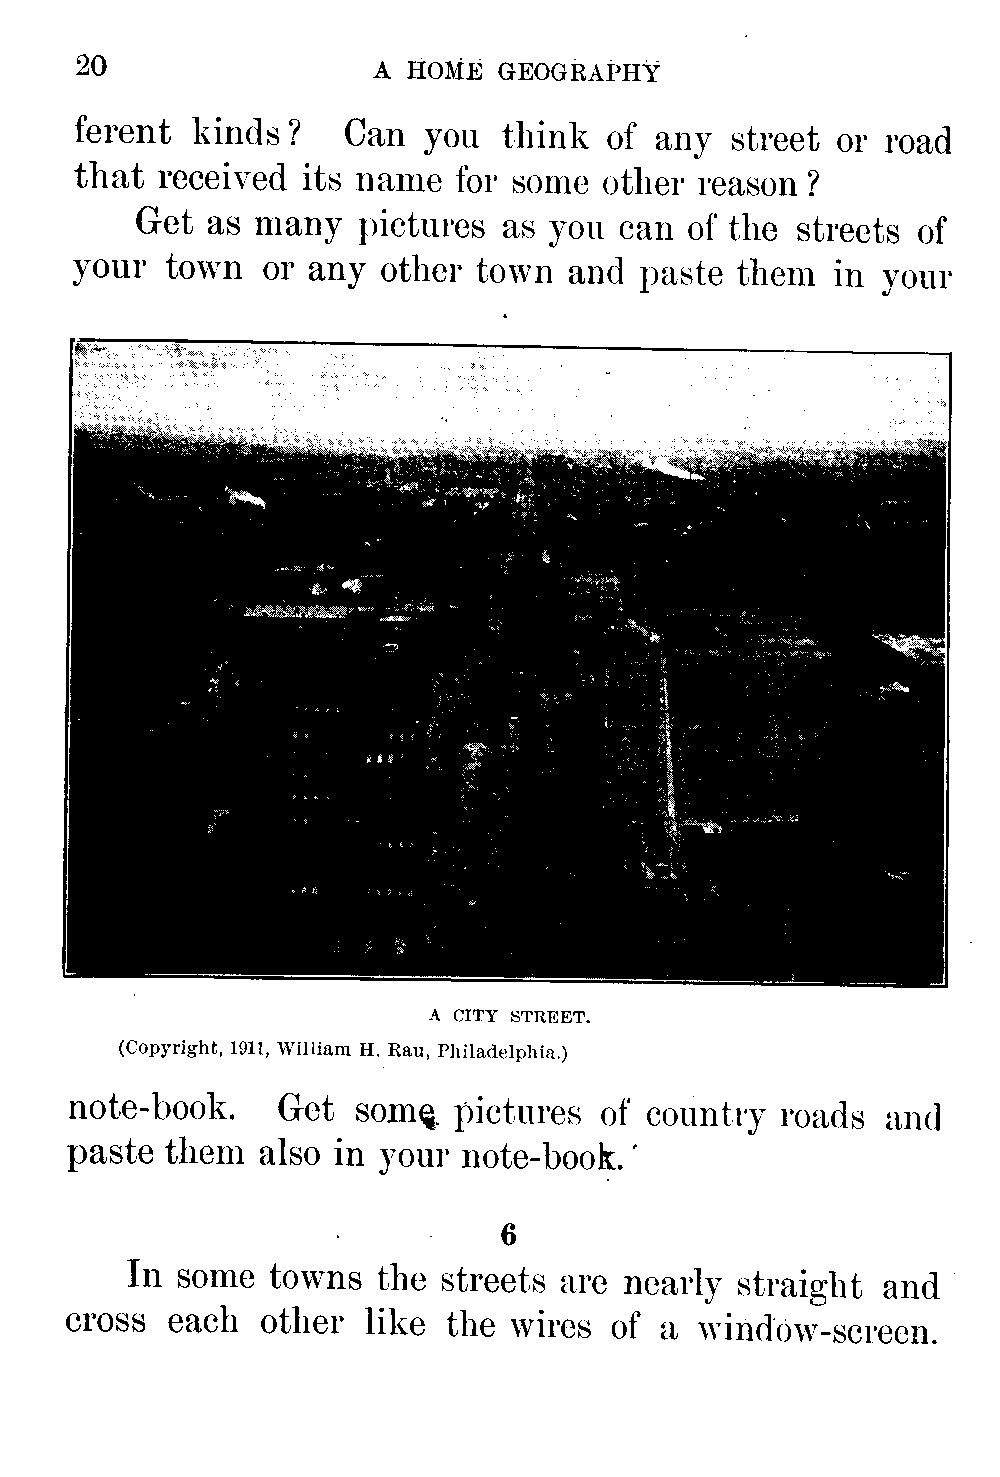 20 A HOME GEOGRAPHY
ferent kinds? Can you think of any street or road
that received its name for some other reason?
Get as many pictures as you can of the streets of
your town or any other town and paste them in your
A CITY STREET.
(Copyright, 1911, William H. Rau, Philadelphia.)
note-book. Get some pictures of country roads and
paste them also in your note-book.
6
In some towns the streets are nearly straight and
cross each other like the wires of a window-screen.